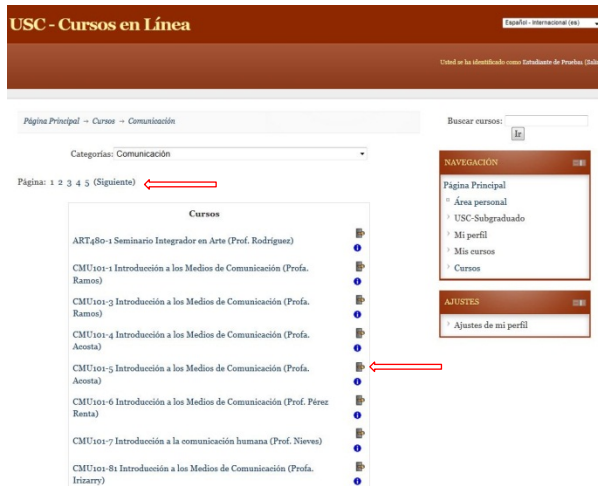 USC - Cursos en Línea
Español - Internacional (es)
Usted se ha identificado como Estudiante de Pruebas (Sali
Página Principal → Cursos → Comunicación
Buscar cursos:
Ir
Categorías: Comunicación
Página: 1 2 3 4 5 (Siguiente)
Cursos
ART480-1 Seminario Integrador en Arte (Prof. Rodríguez)
CMU101-1 Introducción a los Medios de Comunicación (Profa.
Ramos)
CMU101-3 Introducción a los Medios de Comunicación (Profa.
Ramos)
CMU101-4 Introducción a los Medios de Comunicación (Profa.
Acosta)
CMU101-5 Introducción a los Medios de Comunicación (Profa.
Acosta)
CMU101-6 Introducción a los Medios de Comunicación (Prof. Pérez
Renta)
CMU101-7 Introducción a la comunicación humana (Prof. Nieves)
CMU101-81 Introducción a los Medios de Comunicación (Profa.
Irizarry)
NAVEGACIÓN
Página Principal
Área personal
USC-Subgraduado
Mi perfil
Mis cursos
Cursos
AJUSTES
Ajustes de mi perfil